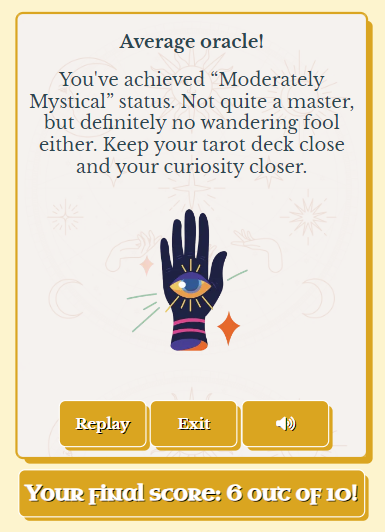 Average oracle!
You've achieved “Moderately
Mystical” status. Not quite a master,
but definitely no wandering fool
either. Keep your tarot deck close
and your curiosity closer.
Replay
Exit
Your final score: 6 out of 10!